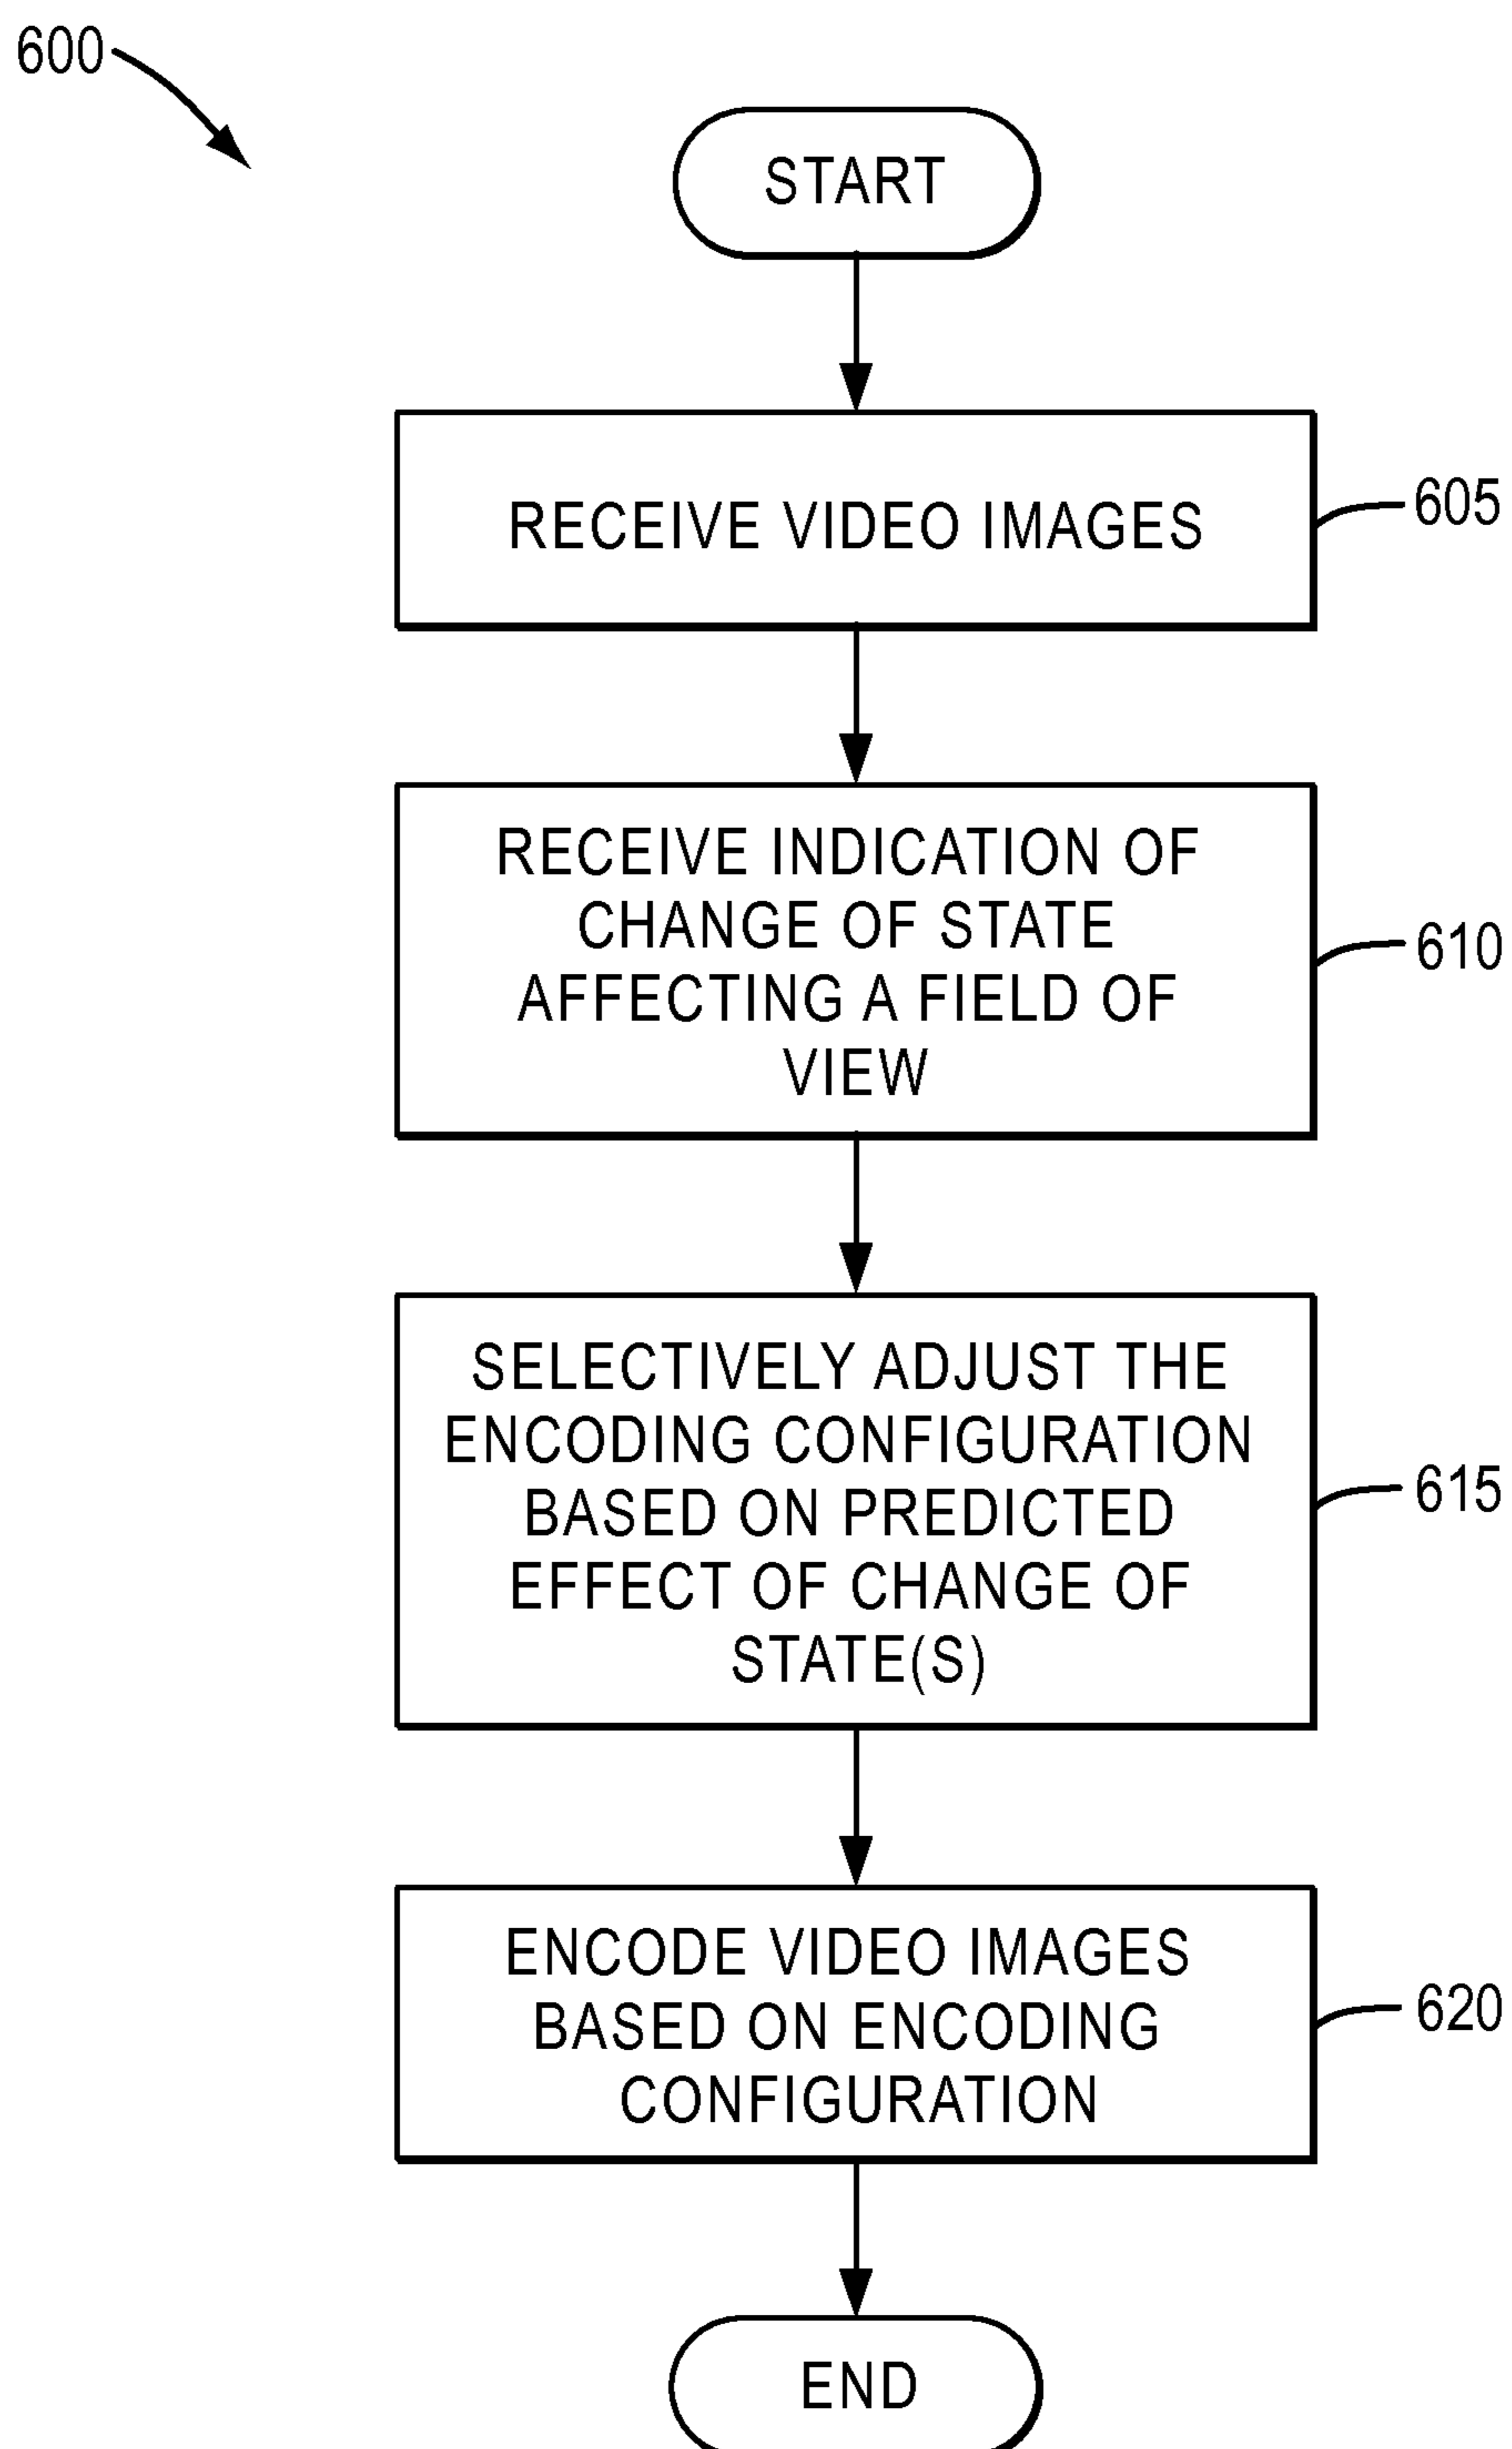 600
START
RECEIVE VIDEO IMAGES
605
RECEIVE INDICATION OF
CHANGE OF STATE
AFFECTING A FIELD OF
VIEW
610
SELECTIVELY ADJUST THE
ENCODING CONFIGURATION
BASED ON PREDICTED
EFFECT OF CHANGE OF
STATE(S)
615
ENCODE VIDEO IMAGES
BASED ON ENCODING
CONFIGURATION
620
END